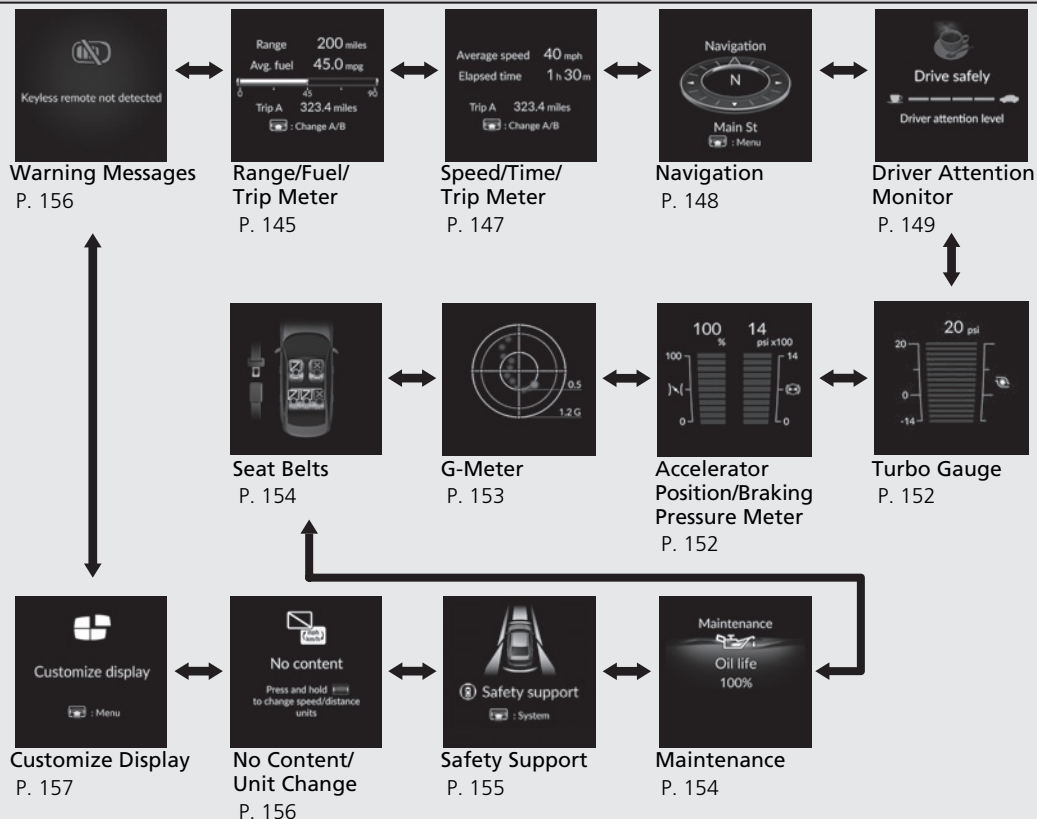 Keyless remote not detected
Warning Messages
P. 156
Range 200 miles
Avg. fuel 45.0 mpg
0 45 90
Trip A 323.4 miles
: Change A/B
Range/Fuel/
Trip Meter
P. 145
Average speed 40 mph
Elapsed time 1 h 30 m
Trip A 323.4 miles
: Change A/B
Speed/Time/
Trip Meter
P. 147
Navigation
N
Main St
: Menu
Navigation
P. 148
Drive safely
Driver attention level
Driver Attention
Monitor
P. 149
Seat Belts
P. 154
0.5
1.2 G
G-Meter
P. 153
100 14
% psi x100
100 14
0 0
Accelerator
Position/Braking
Pressure Meter
P. 152
20 psi
20
0
-14
Turbo Gauge
P. 152
Customize display
: Menu
Customize Display
P. 157
mph
km/h
No content
Press and hold
to change speed/distance
units
No Content/
Unit Change
P. 156
Safety support
: System
Safety Support
P. 155
Maintenance
Oil life
100%
Maintenance
P. 154